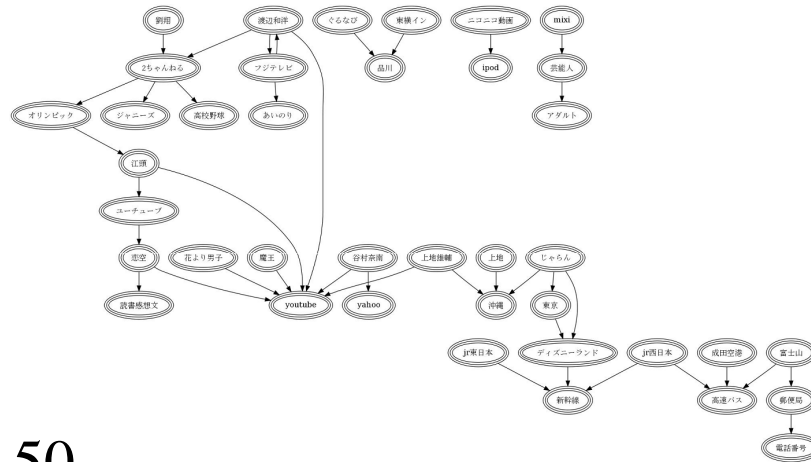 劉翔
渡辺和洋
ぐるなび
東横イン
ニコニコ動画
mixi
2ちゃんねる
フジテレビ
品川
ipod
芸能人
オリンピック
ジャニーズ
高校野球
あいのり
アダルト
江頭
ユーチューブ
恋空
花より男子
魔王
谷村奈南
上地雄輔
上地
じゃらん
読書感想文
youtube
yahoo
沖縄
東京
jr東日本
ディズニーランド
jr西日本
成田空港
富士山
新幹線
高速バス
郵便局
電話番号
50